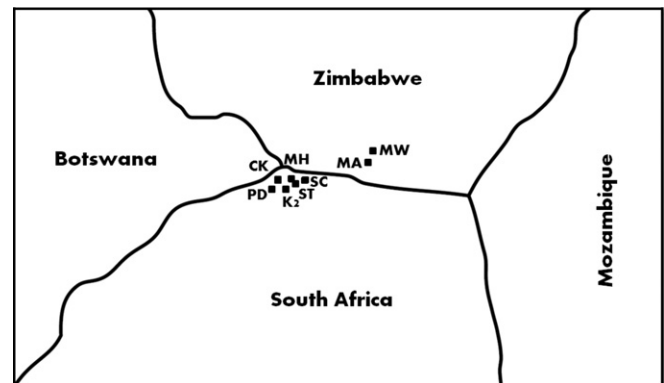 Zimbabwe
Botswana
MW
MA
MH
CK
SC
PD
ST
K2
Mozambique
South Africa